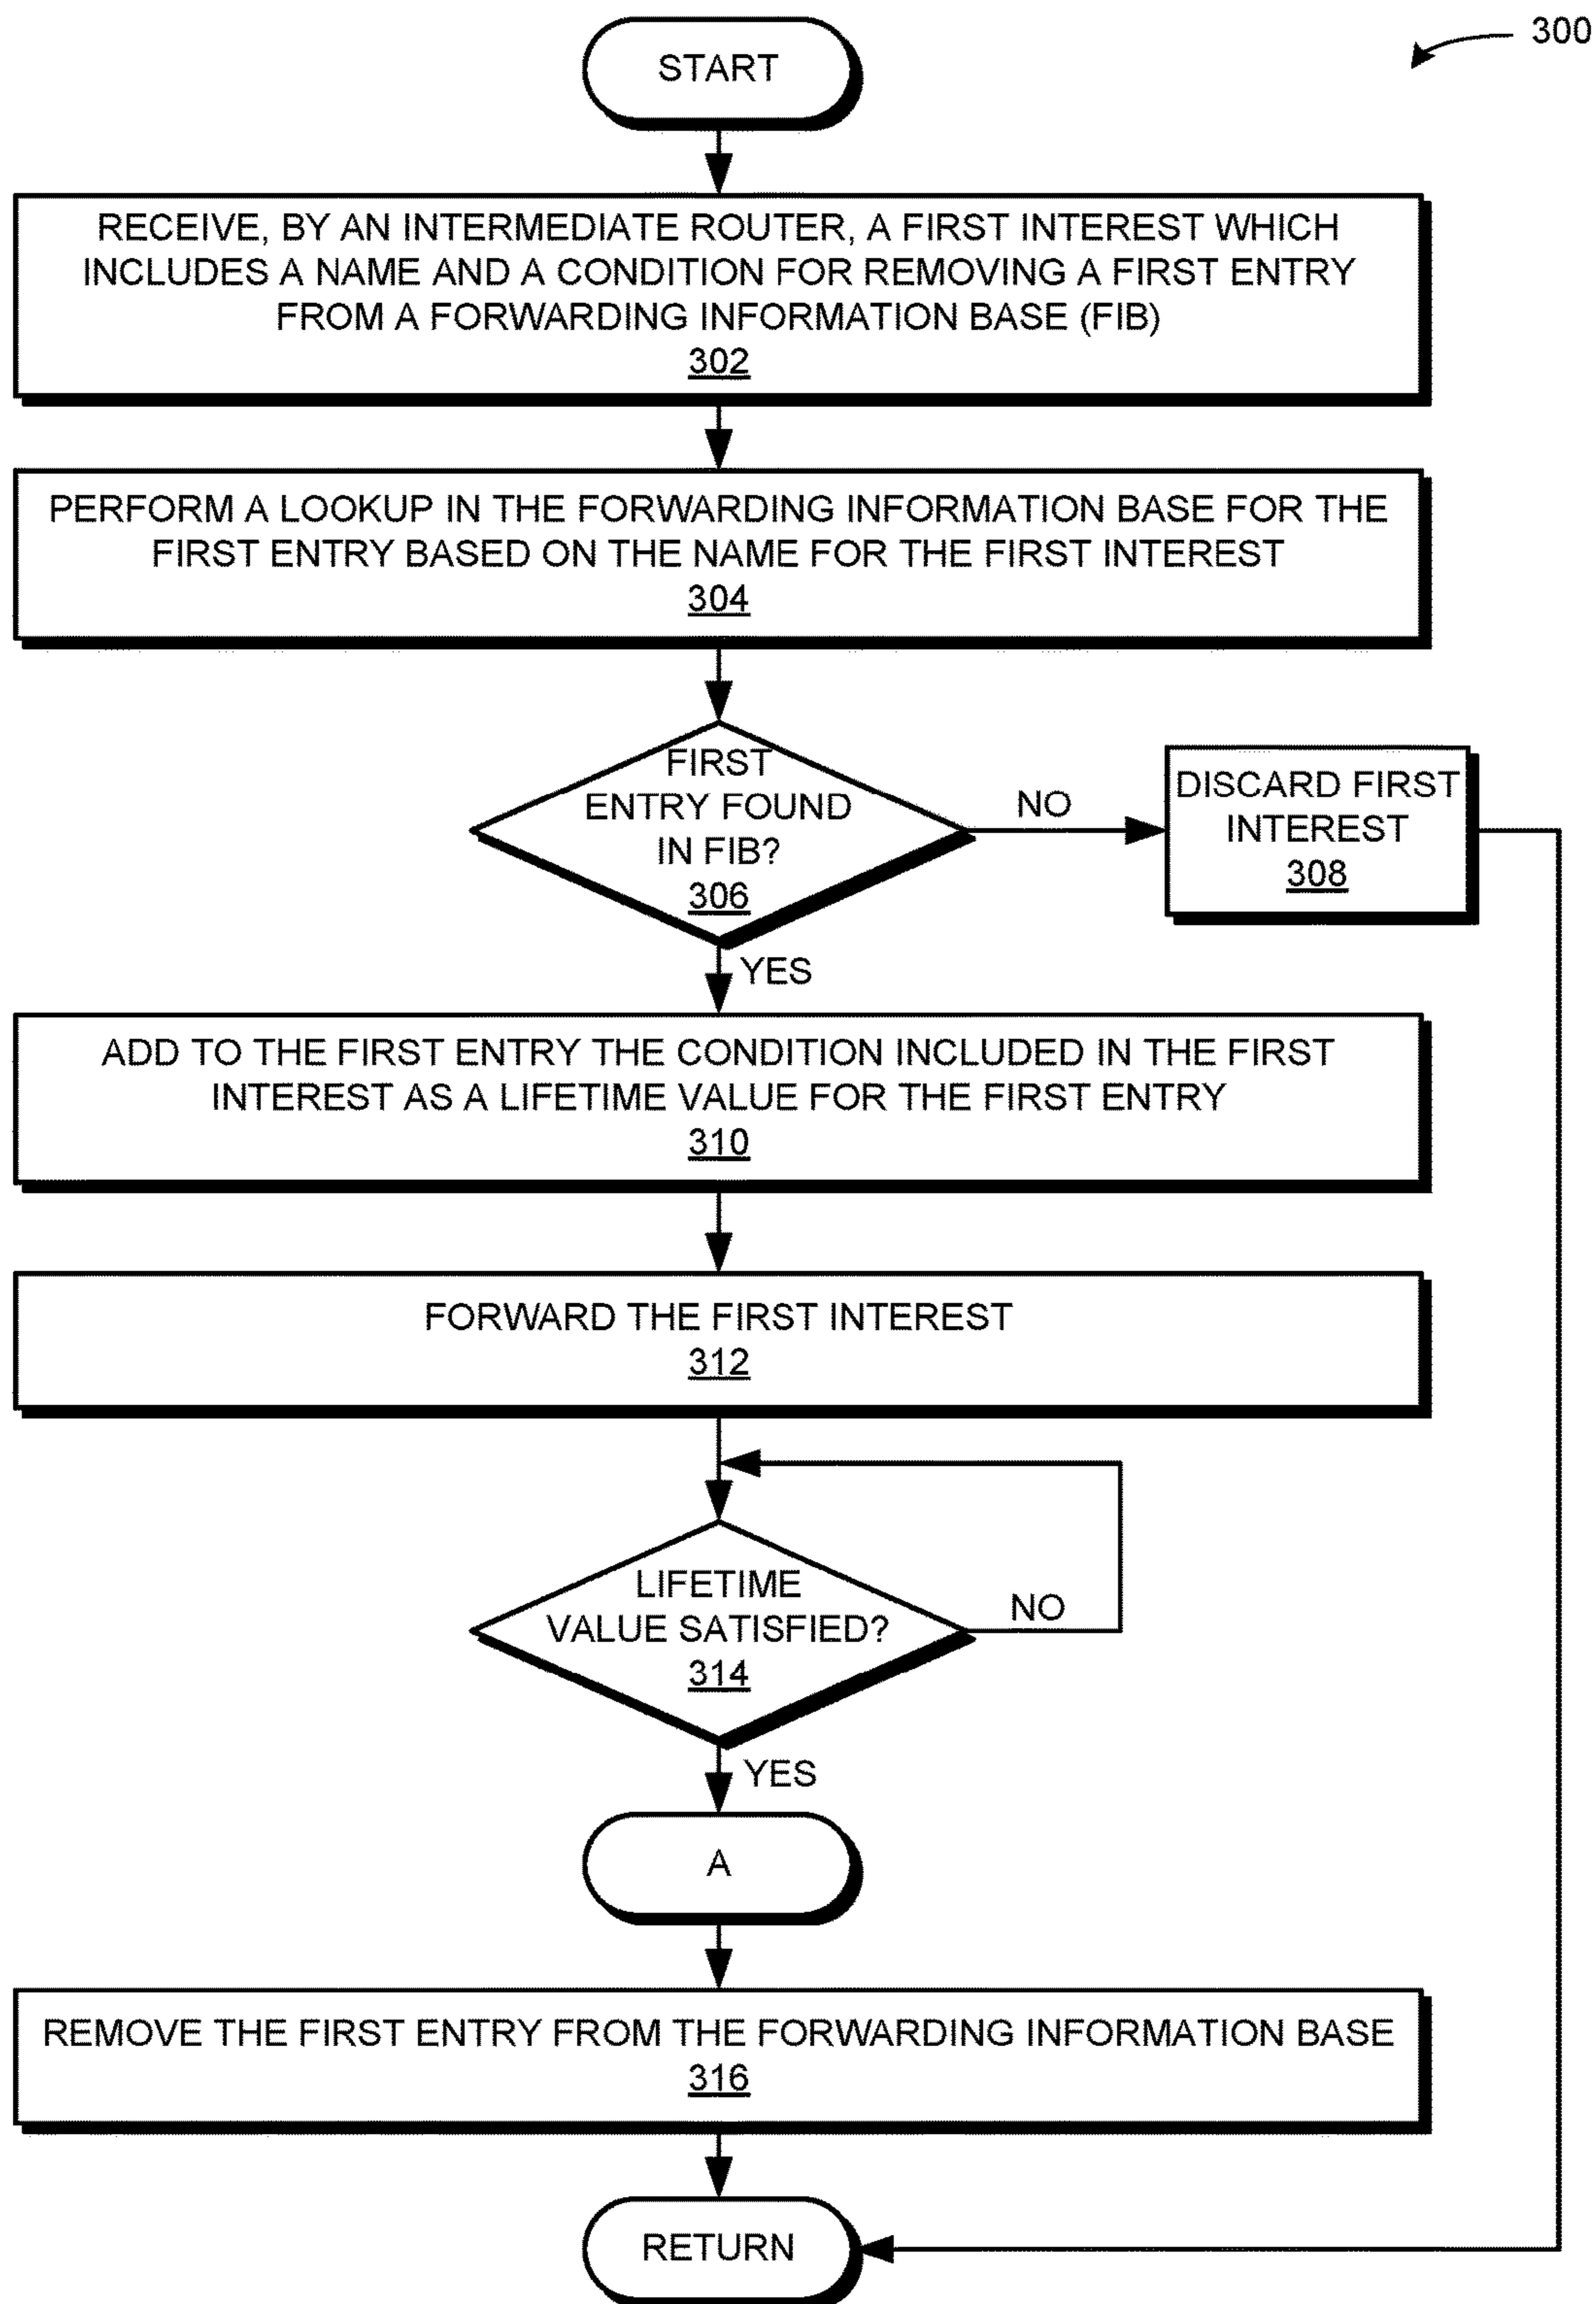 300
START
RECEIVE, BY AN INTERMEDIATE ROUTER, A FIRST INTEREST WHICH
INCLUDES A NAME AND A CONDITION FOR REMOVING A FIRST ENTRY
FROM A FORWARDING INFORMATION BASE (FIB)
302
PERFORM A LOOKUP IN THE FORWARDING INFORMATION BASE FOR THE
FIRST ENTRY BASED ON THE NAME FOR THE FIRST INTEREST
304
FIRST
ENTRY FOUND
IN FIB?
306
NO
DISCARD FIRST
INTEREST
308
YES
ADD TO THE FIRST ENTRY THE CONDITION INCLUDED IN THE FIRST
INTEREST AS A LIFETIME VALUE FOR THE FIRST ENTRY
310
FORWARD THE FIRST INTEREST
312
LIFETIME
VALUE SATISFIED?
314
NO
YES
A
REMOVE THE FIRST ENTRY FROM THE FORWARDING INFORMATION BASE
316
RETURN